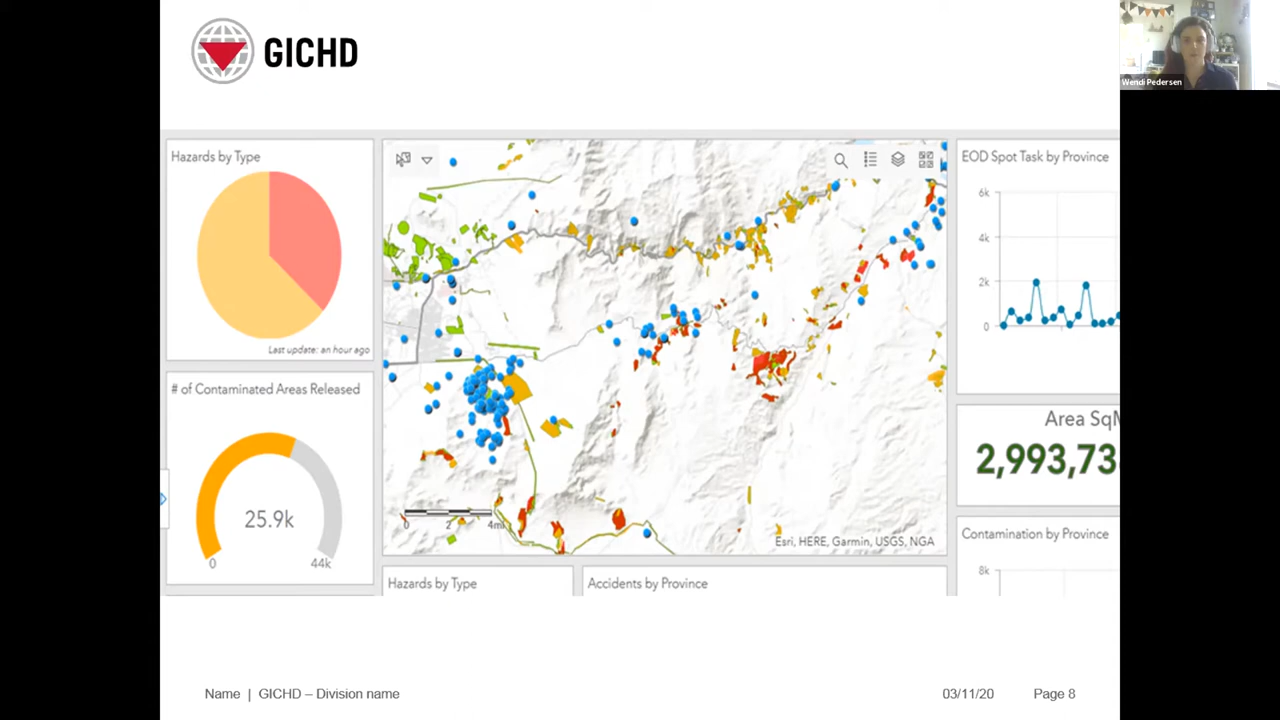 GICHD
Wendi Pedersen
Hazards by Type
Last update: an hour ago
# of Contaminated Areas Released
25.9k
0
44k
0 2 4mi
Esri, HERE, Garmin, USGS, NGA
Hazards by Type
Accidents by Province
EOD Spot Task by Province
6k
4k
2k
0
Area SqM
2,993,73
Contamination by Province
8k
Name | GICHD – Division name
03/11/20
Page 8